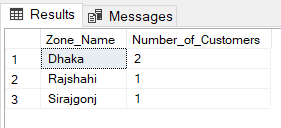 Results Messages
Zone_Name Number_of_Customers
1 Dhaka 2
2 Rajshahi 1
3 Sirajgonj 1